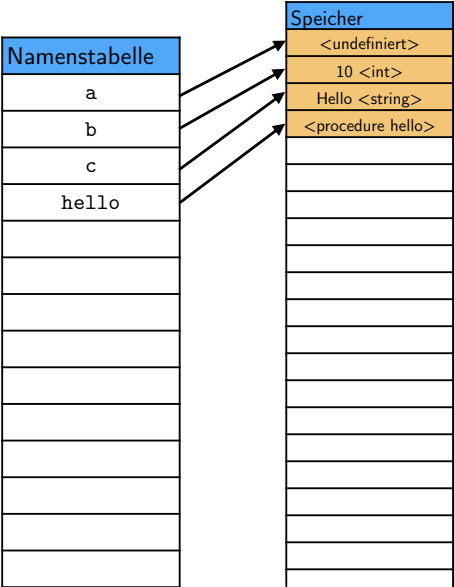 Namenstabelle
a
b
c
hello
Speicher
<undefiniert>
10 <int>
Hello <string>
<procedure hello>